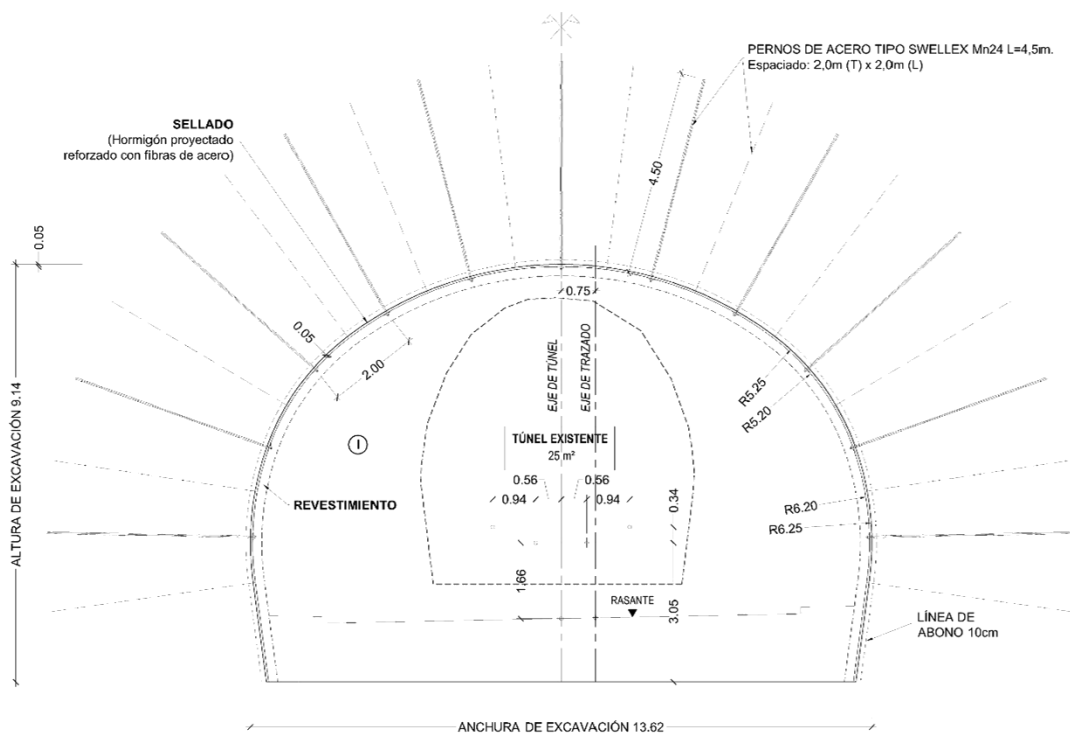 PERNOS DE ACERO TIPO SWELLEX Mn24 L=4,5m.
Espaciado: 2,0m (T) x 2,0m (L)
SELLADO
(Hormigón proyectado
reforzado con fibras de acero)
4.50
0.05
0.75
0.05
2.00
EJE DE TÚNEL
EJE DE TRAZADO
R5.25
R5.20
ALTURA DE EXCAVACIÓN 9.14
I
TÚNEL EXISTENTE
25 m²
0.56
0.56
0.94
0.94
0.34
REVESTIMIENTO
R6.20
R6.25
1.66
RASANTE
3.05
LÍNEA DE
ABONO 10cm
ANCHURA DE EXCAVACIÓN 13.62